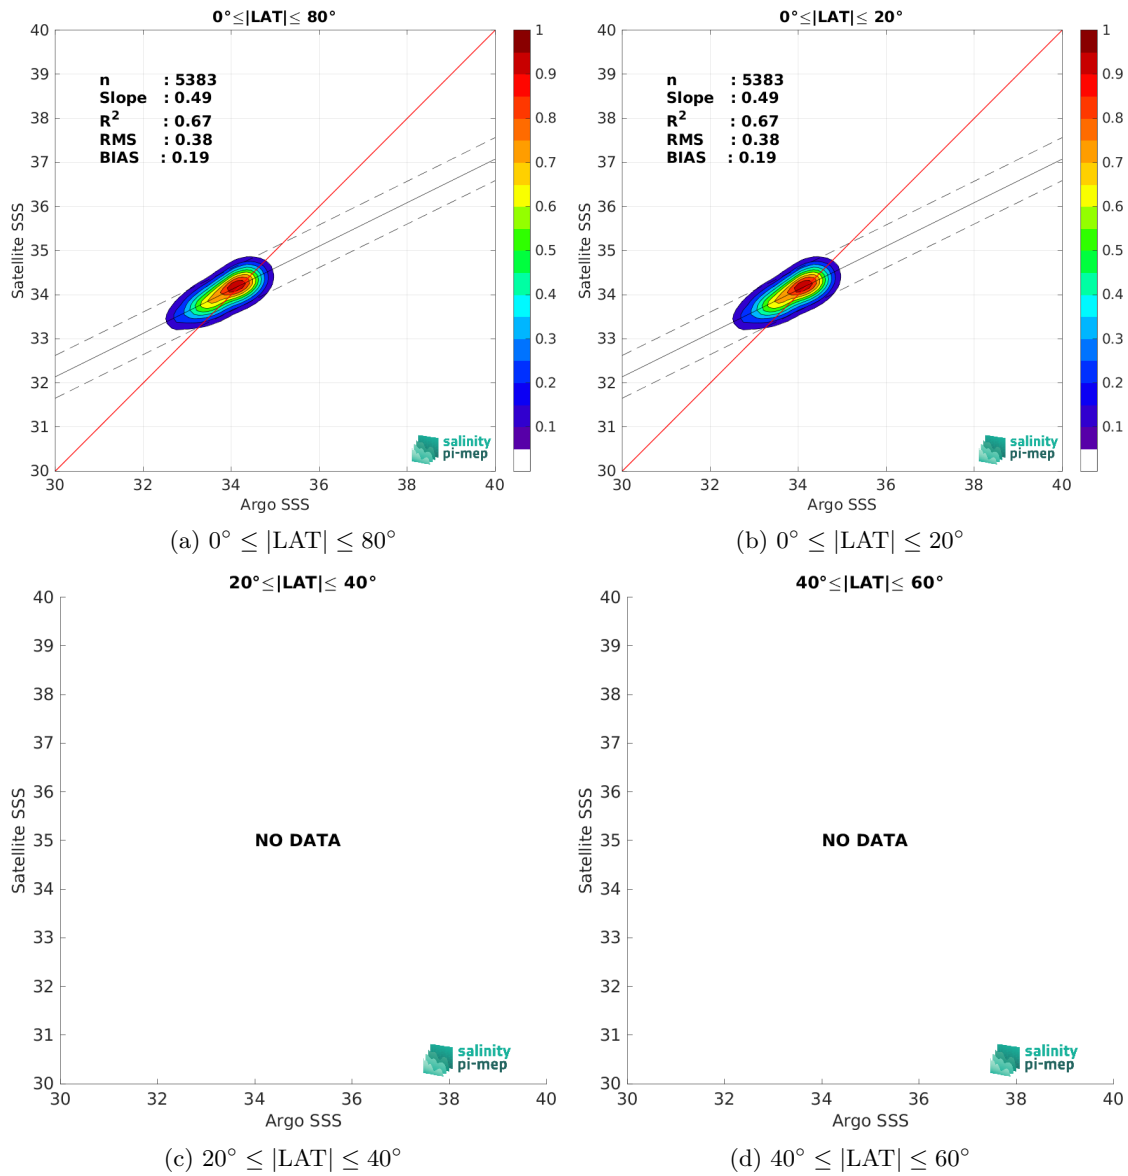 0°≤|LAT|≤ 80°
40
39
38
37
36
35
34
33
32
31
30
Satellite SSS
n : 5383
Slope : 0.49
R² : 0.67
RMS : 0.38
BIAS : 0.19
1
0.9
0.8
0.7
0.6
0.5
0.4
0.3
0.2
0.1
salinity
pi-mep
30 32 34 36 38 40
Argo SSS
(a) 0° ≤ |LAT| ≤ 80°
0°≤|LAT|≤ 20°
40
39
38
37
36
35
34
33
32
31
30
Satellite SSS
n : 5383
Slope : 0.49
R² : 0.67
RMS : 0.38
BIAS : 0.19
1
0.9
0.8
0.7
0.6
0.5
0.4
0.3
0.2
0.1
salinity
pi-mep
30 32 34 36 38 40
Argo SSS
(b) 0° ≤ |LAT| ≤ 20°
20°≤|LAT|≤ 40°
40
39
38
37
36
35
34
33
32
31
30
Satellite SSS
NO DATA
salinity
pi-mep
30 32 34 36 38 40
Argo SSS
(c) 20° ≤ |LAT| ≤ 40°
40°≤|LAT|≤ 60°
40
39
38
37
36
35
34
33
32
31
30
Satellite SSS
NO DATA
salinity
pi-mep
30 32 34 36 38 40
Argo SSS
(d) 40° ≤ |LAT| ≤ 60°